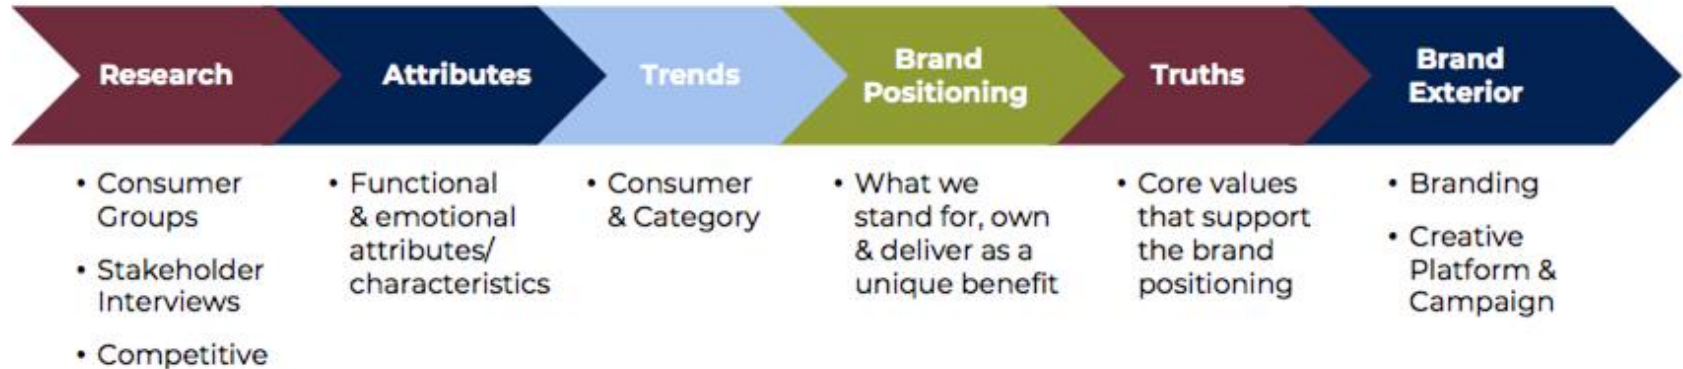 Research
Attributes
Trends
Brand
Positioning
Truths
Brand
Exterior
• Consumer
Groups
• Stakeholder
Interviews
• Competitive
• Functional
& emotional
attributes/
characteristics
• Consumer
& Category
• What we
stand for, own
& deliver as a
unique benefit
• Core values
that support
the brand
positioning
• Branding
• Creative
Platform &
Campaign